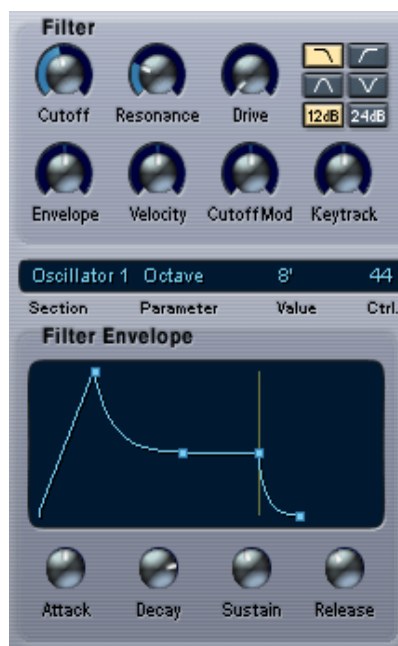 Filter
Cutoff Resonance Drive
12dB 24dB
Envelope Velocity CutoffMod Keytrack
Oscillator 1 Octave 8' 44
Section Parameter Value Ctrl.
Filter Envelope
Attack Decay Sustain Release